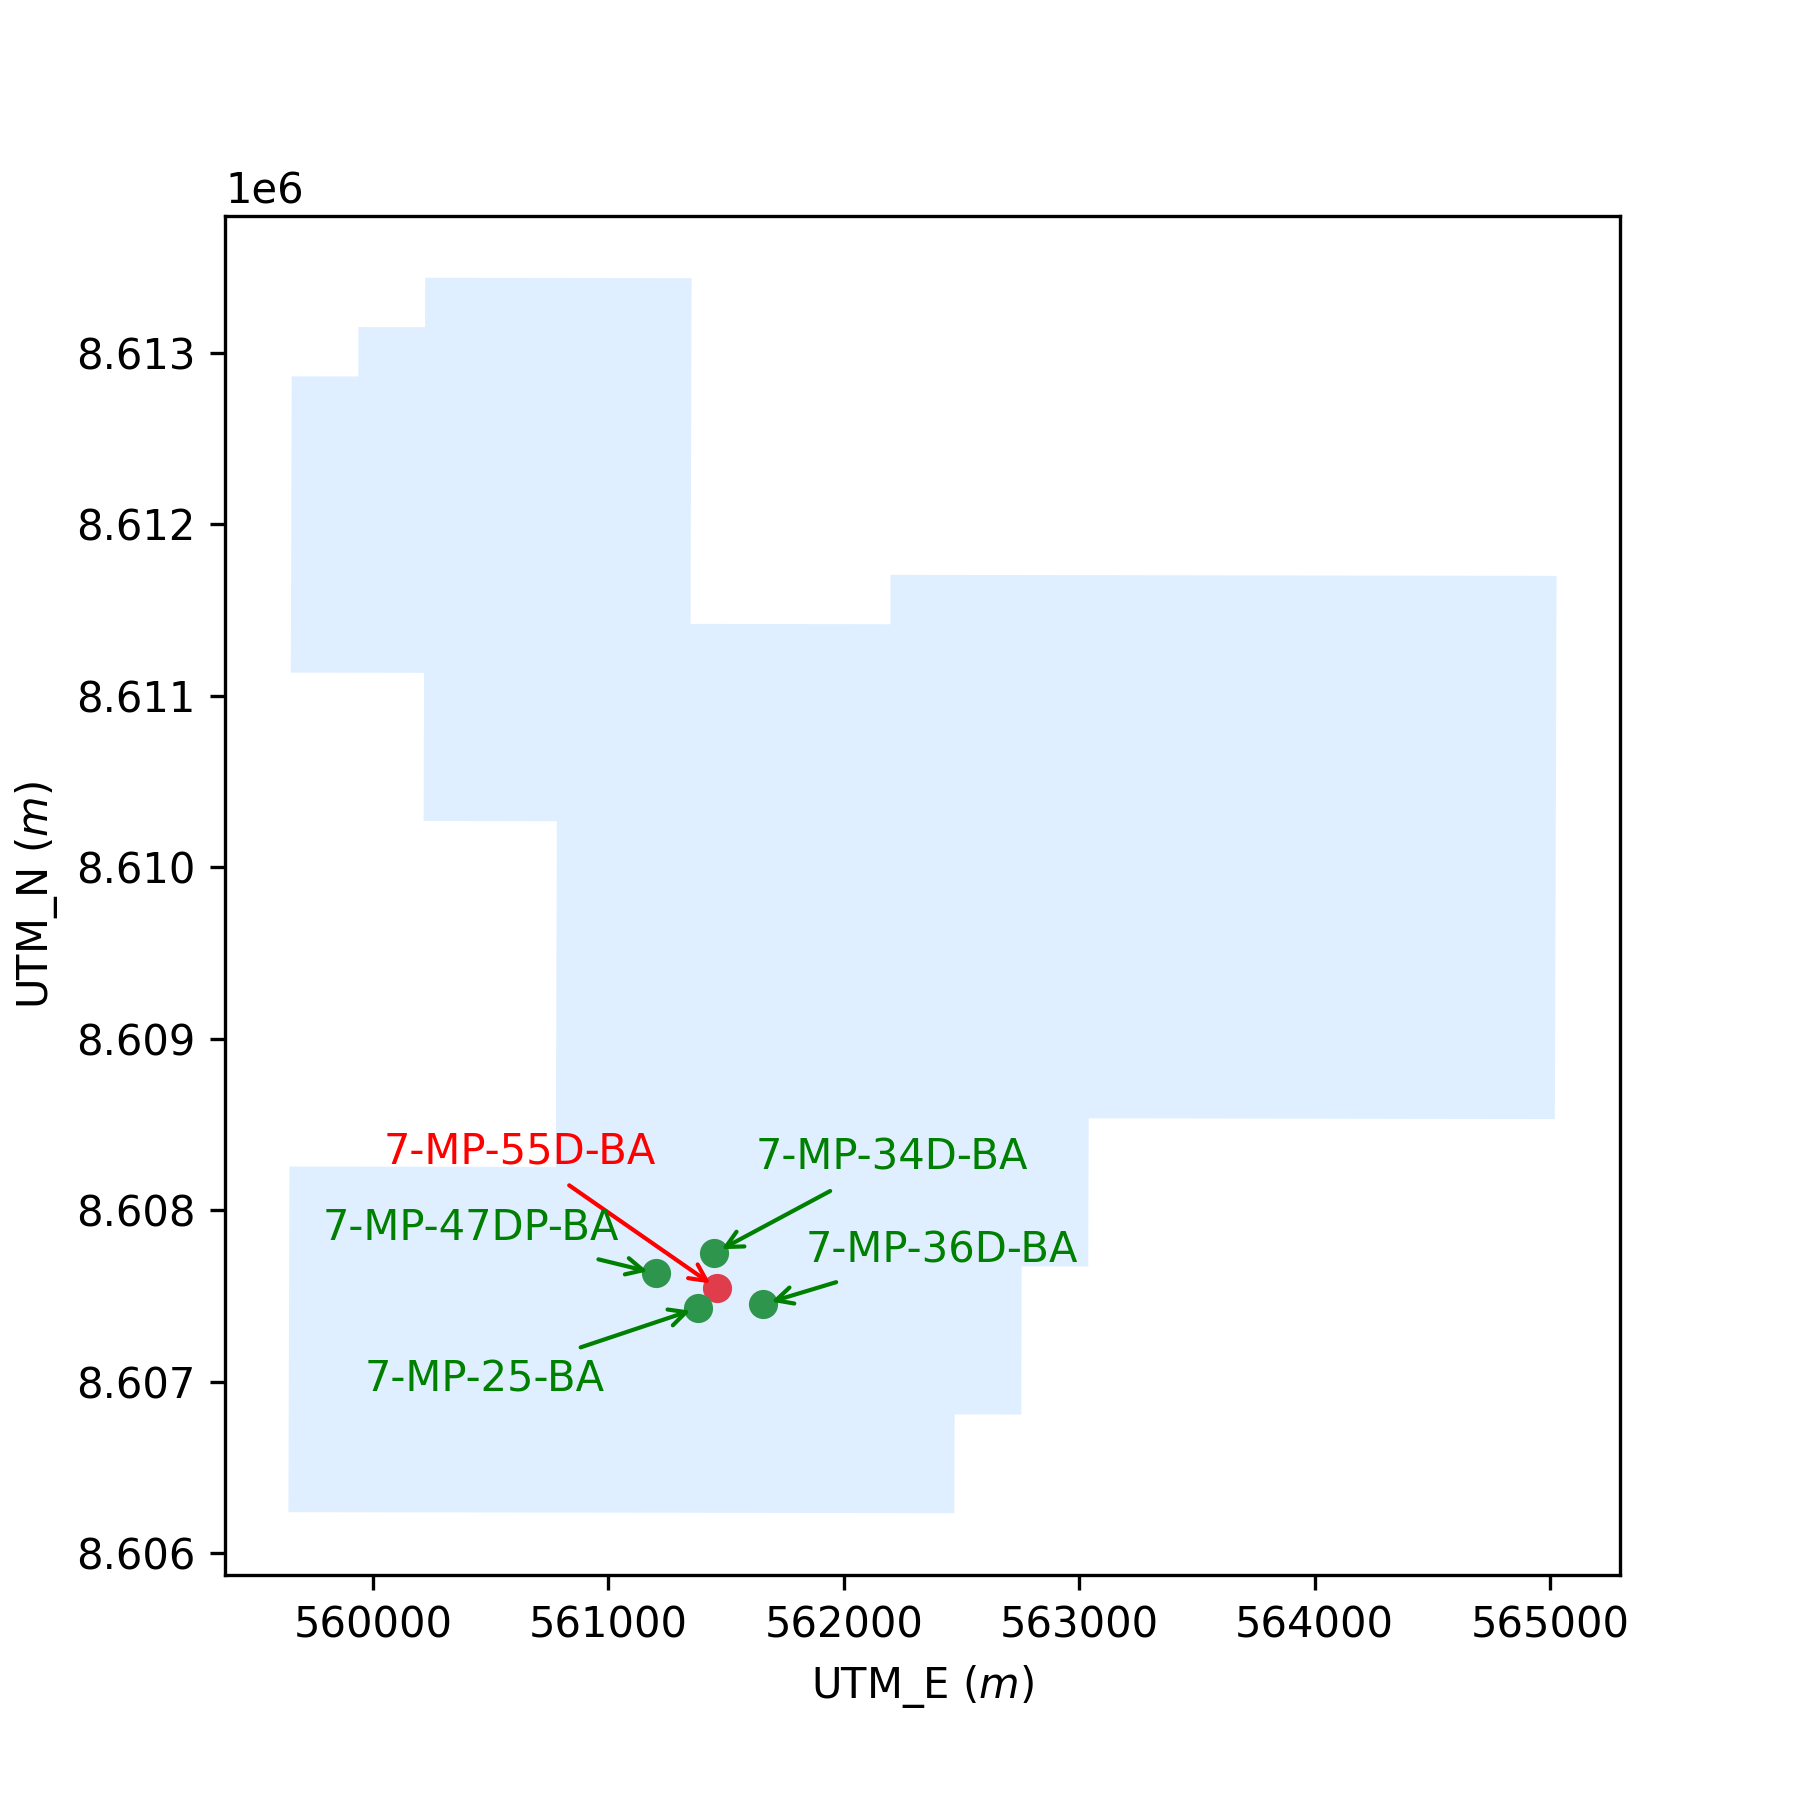 1e6
8.613
8.612
8.611
8.610
8.609
8.608
8.607
8.606
UTM_N (m)
7-MP-55D-BA
7-MP-34D-BA
7-MP-47DP-BA
7-MP-36D-BA
7-MP-25-BA
560000 561000 562000 563000 564000 565000
UTM_E (m)